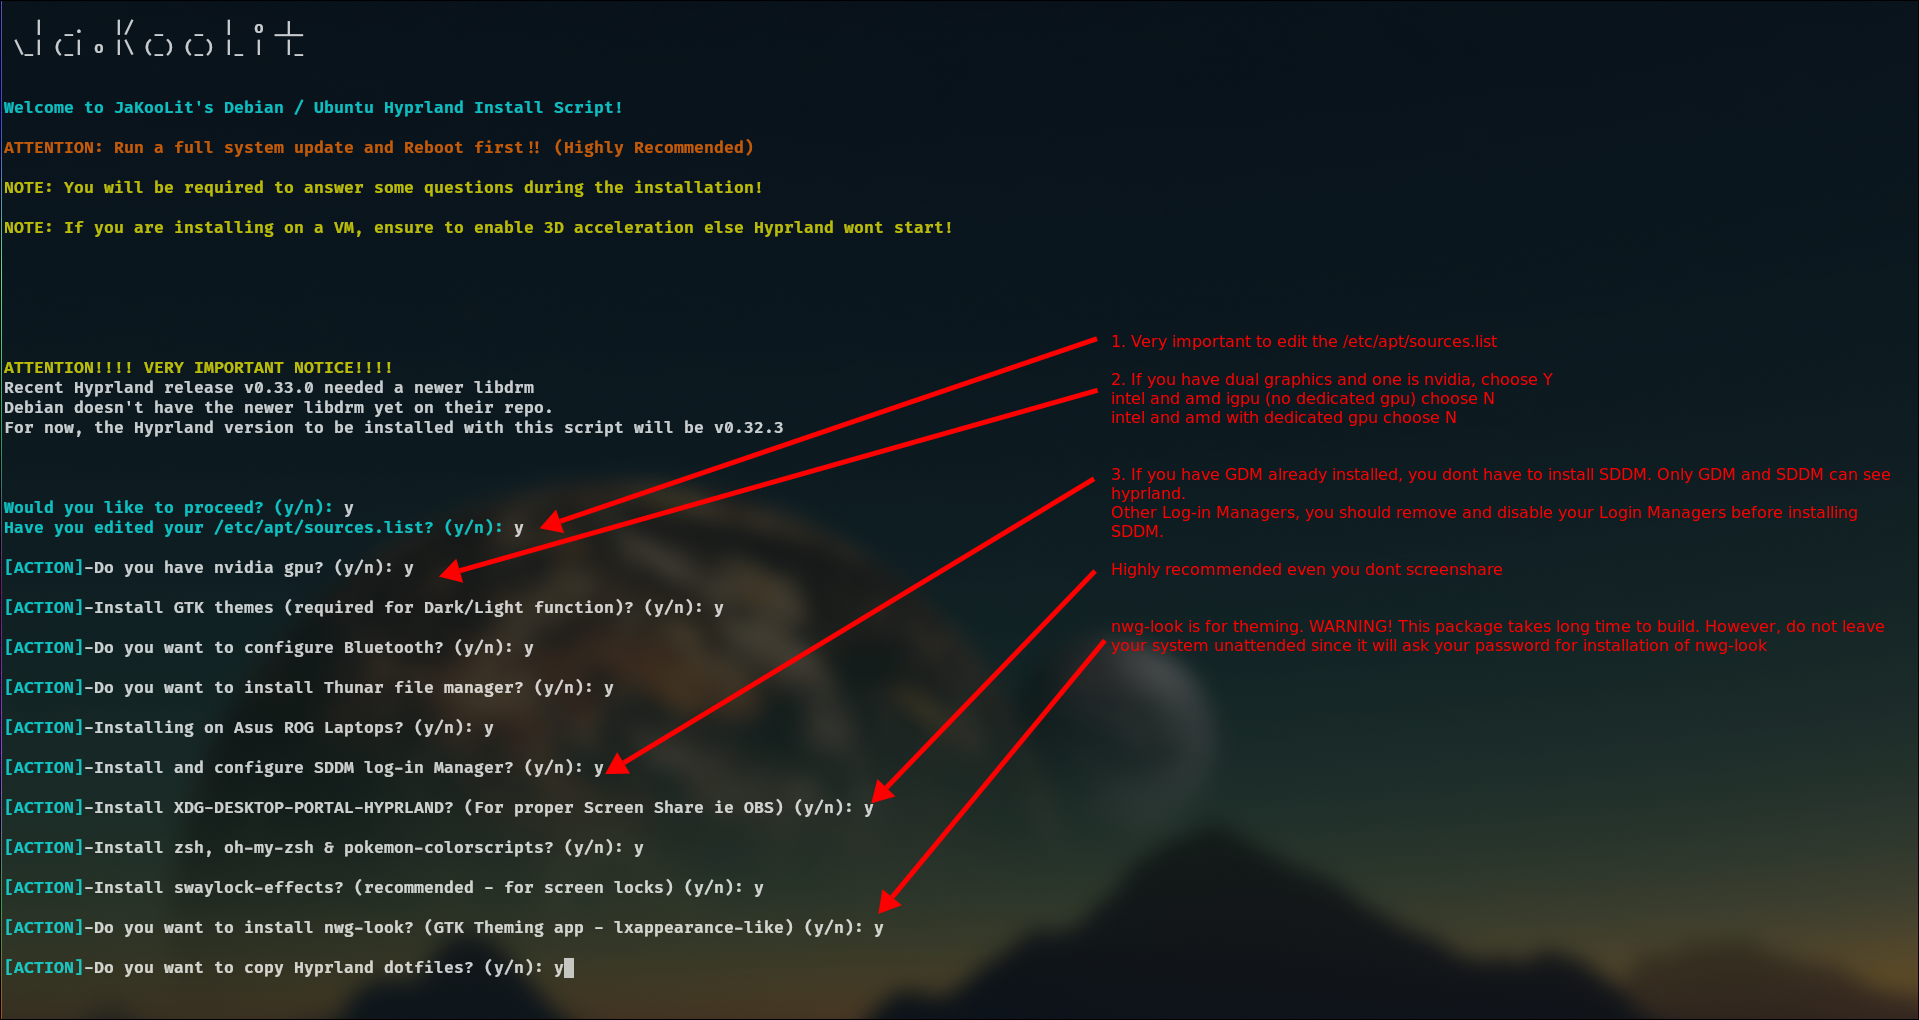 Welcome to JaKooLit's Debian / Ubuntu Hyprland Install Script!
ATTENTION: Run a full system update and Reboot first!! (Highly Recommended)
NOTE: You will be required to answer some questions during the installation!
NOTE: If you are installing on a VM, ensure to enable 3D acceleration else Hyprland wont start!
ATTENTION!!!! VERY IMPORTANT NOTICE!!!!
Recent Hyprland release v0.33.0 needed a newer libdrm
Debian doesn't have the newer libdrm yet on their repo.
For now, the Hyprland version to be installed with this script will be v0.32.3
Would you like to proceed? (y/n): y
Have you edited your /etc/apt/sources.list? (y/n): y
[ACTION]-Do you have nvidia gpu? (y/n): y
[ACTION]-Install GTK themes (required for Dark/Light function)? (y/n): y
[ACTION]-Do you want to configure Bluetooth? (y/n): y
[ACTION]-Do you want to install Thunar file manager? (y/n): y
[ACTION]-Installing on Asus ROG Laptops? (y/n): y
[ACTION]-Install and configure SDDM log-in Manager? (y/n): y
[ACTION]-Install XDG-DESKTOP-PORTAL-HYPRLAND? (For proper Screen Share ie OBS) (y/n): y
[ACTION]-Install zsh, oh-my-zsh & pokemon-colorscripts? (y/n): y
[ACTION]-Install swaylock-effects? (recommended - for screen locks) (y/n): y
[ACTION]-Do you want to install nwg-look? (GTK Theming app - lxappearance-like) (y/n): y
[ACTION]-Do you want to copy Hyprland dotfiles? (y/n): y
1. Very important to edit the /etc/apt/sources.list
2. If you have dual graphics and one is nvidia, choose Y
intel and amd igpu (no dedicated gpu) choose N
intel and amd with dedicated gpu choose N
3. If you have GDM already installed, you dont have to install SDDM. Only GDM and SDDM can see
hyprland.
Other Log-in Managers, you should remove and disable your Login Managers before installing
SDDM.
Highly recommended even you dont screenshare
nwg-look is for theming. WARNING! This package takes long time to build. However, do not leave
your system unattended since it will ask your password for installation of nwg-look